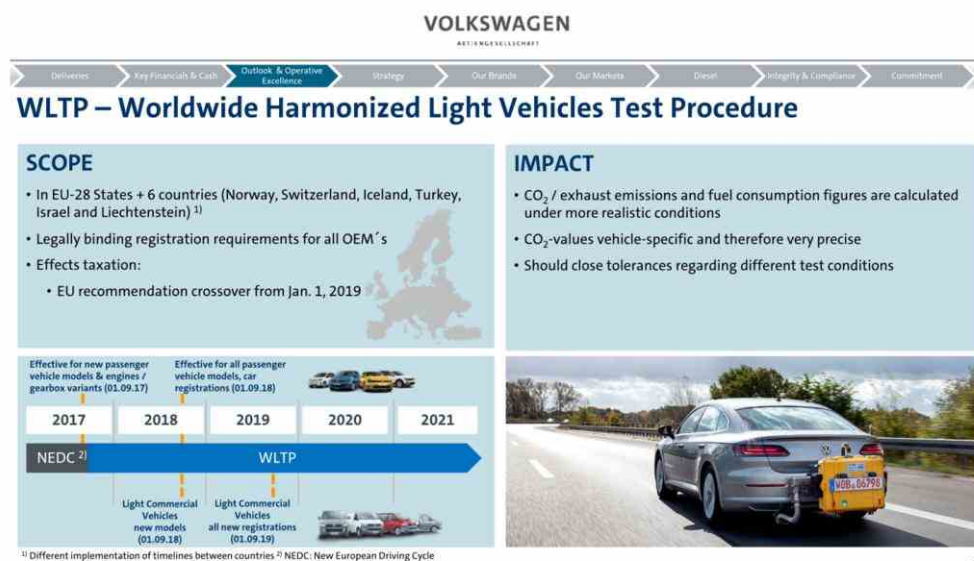 VOLKSWAGEN
AKTIENGESELLSCHAFT
Deliveries
Key Financials & Cash
Outlook & Operative
Excellence
Strategy
Our Brands
Our Markets
Diesel
Integrity & Compliance
Commitment
WLTP – Worldwide Harmonized Light Vehicles Test Procedure
SCOPE
• In EU-28 States + 6 countries (Norway, Switzerland, Iceland, Turkey,
Israel and Liechtenstein) 1)
• Legally binding registration requirements for all OEM´s
• Effects taxation:
• EU recommendation crossover from Jan. 1, 2019
IMPACT
• CO2 / exhaust emissions and fuel consumption figures are calculated
under more realistic conditions
• CO2-values vehicle-specific and therefore very precise
• Should close tolerances regarding different test conditions
Effective for new passenger
vehicle models & engines /
gearbox variants (01.09.17)
Effective for all passenger
vehicle models, car
registrations (01.09.18)
2017
2018
2019
2020
2021
NEDC 2)
WLTP
Light Commercial
Vehicles
new models
(01.09.18)
Light Commercial
Vehicles
all new registrations
(01.09.19)
WOB 06798
1) Different implementation of timelines between countries 2) NEDC: New European Driving Cycle